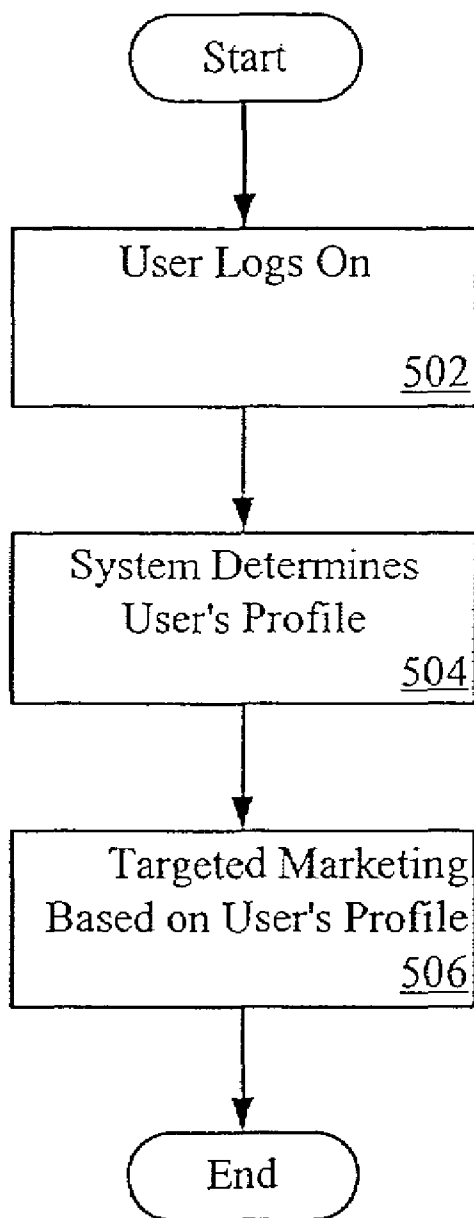 Start
User Logs On
502
System Determines
User's Profile
504
Targeted Marketing
Based on User's Profile
506
End